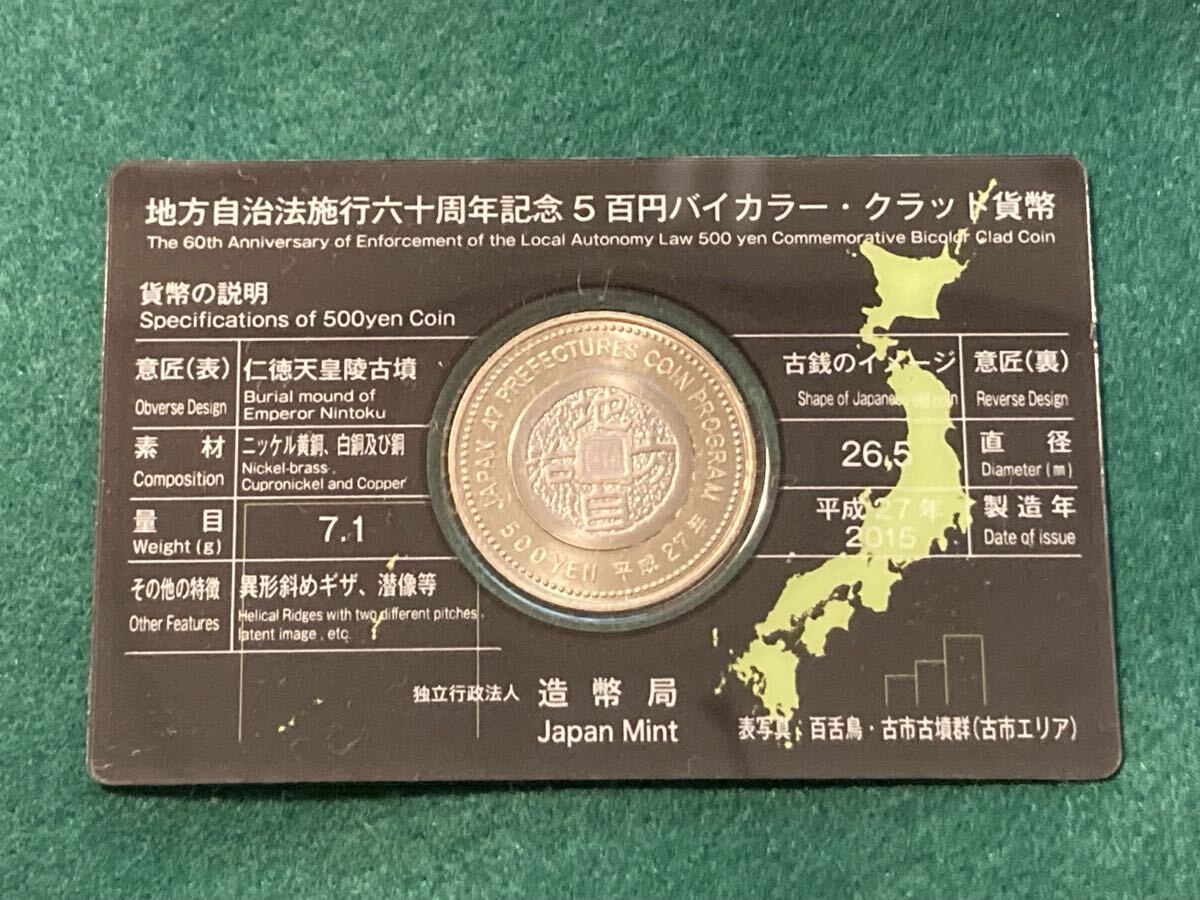 地方自治法施行六十周年記念5百円バイカラー・クラッド貨幣
The 60th Anniversary of Enforcement of the Local Autonomy Law 500 yen Commemorative Bicolor Clad Coin
貨幣の説明
Specifications of 500yen Coin
意匠(表)
Obverse Design
仁徳天皇陵古墳
Burial mound of
Emperor Nintoku
素材
Composition
ニッケル黄銅、白銅及び銅
Nickel-brass,
Cupronickel and Copper
量目
Weight (g)
7.1
その他の特徴
Other Features
異形斜めギザ、潜像等
Helical Ridges with two different pitches,
latent image, etc.
JAPAN 47 PREFECTURES COIN PROGRAM
500 YEN 平成27年
古銭のイメージ
Shape of Japanese old coin
意匠(裏)
Reverse Design
26.5
直径
Diameter (㎜)
平成27年
2015
製造年
Date of issue
独立行政法人 造幣局
Japan Mint
表写真:百舌鳥・古市古墳群(古市エリア)